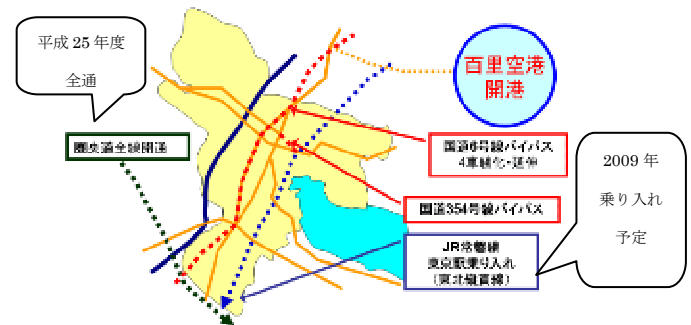 平成25年度
全通
百里空港
開港
圏央道全線開通
国道6号線バイパス
4車線化・延伸
2009年
乗り入れ
予定
国道354号線バイパス
JR常磐線
東京駅乗り入れ
(東北縦貫線)